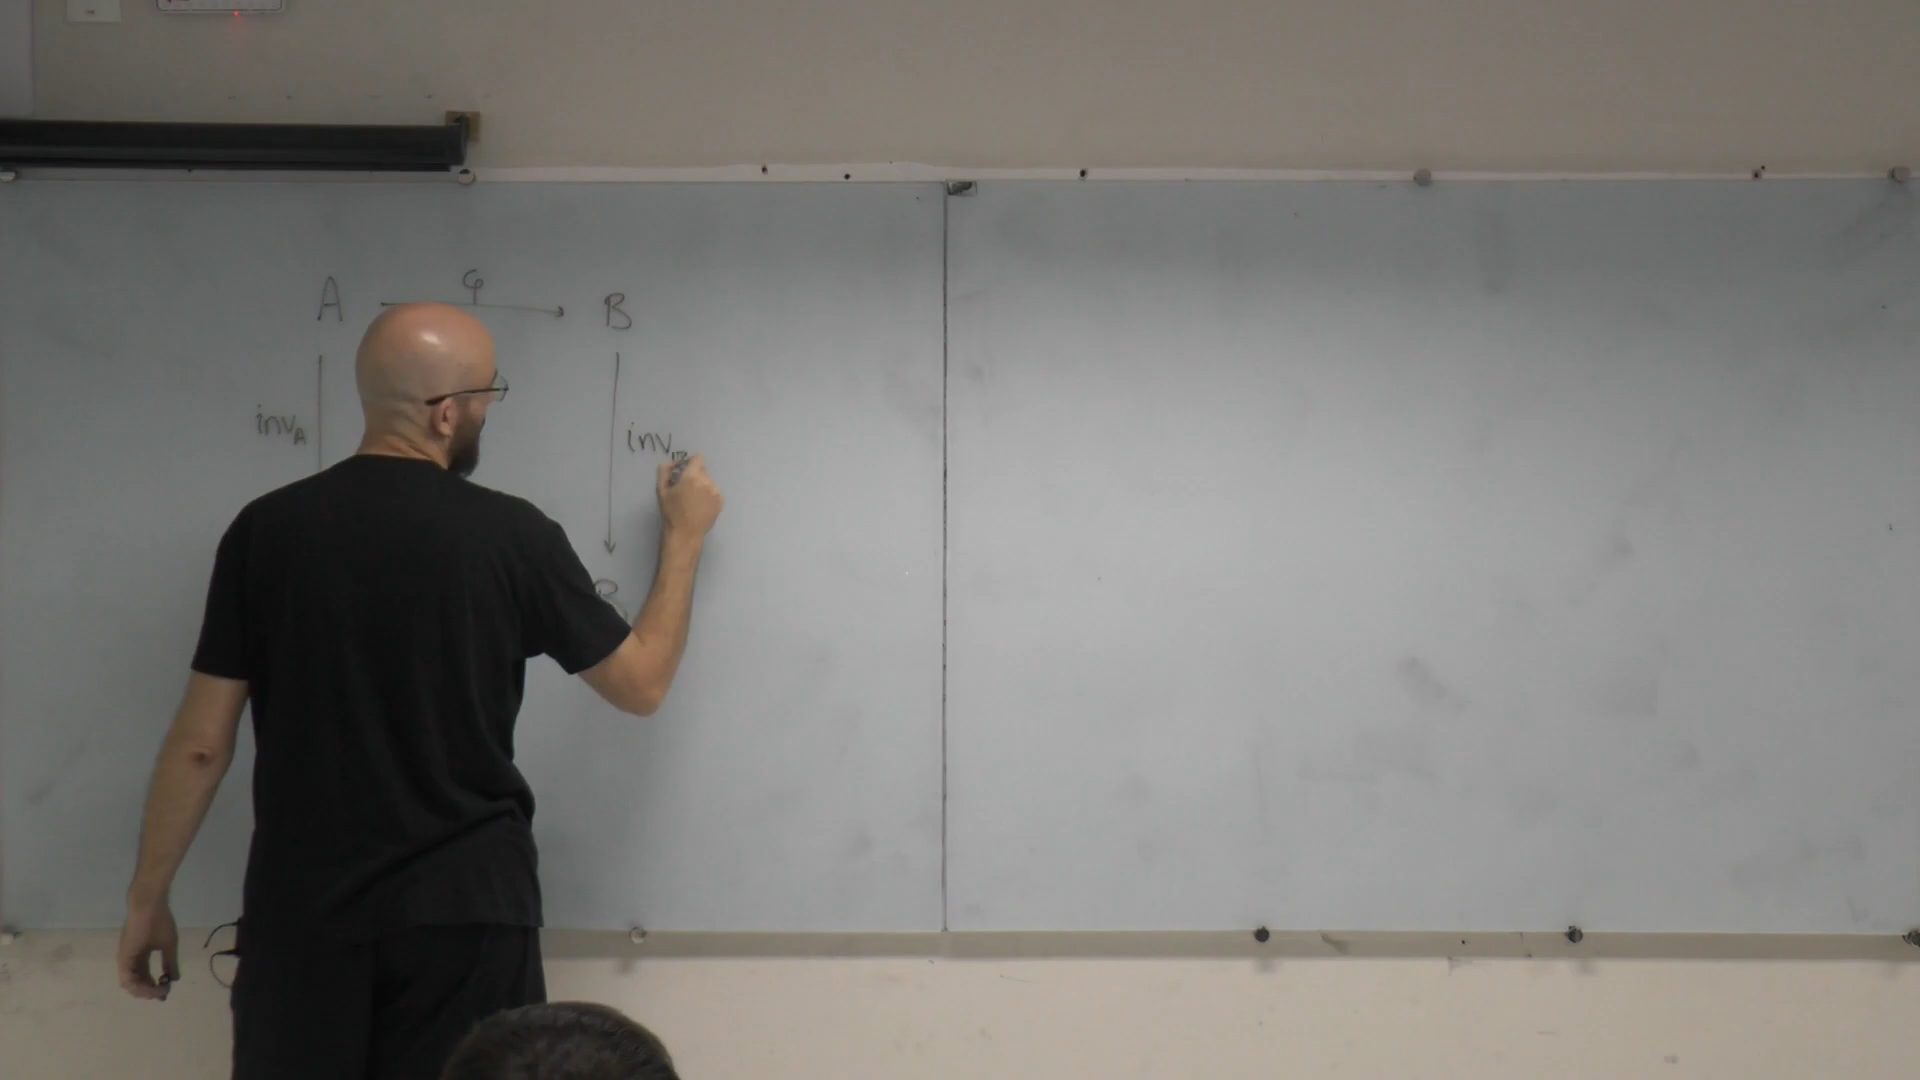 φ
A B
inv_A inv_B
B